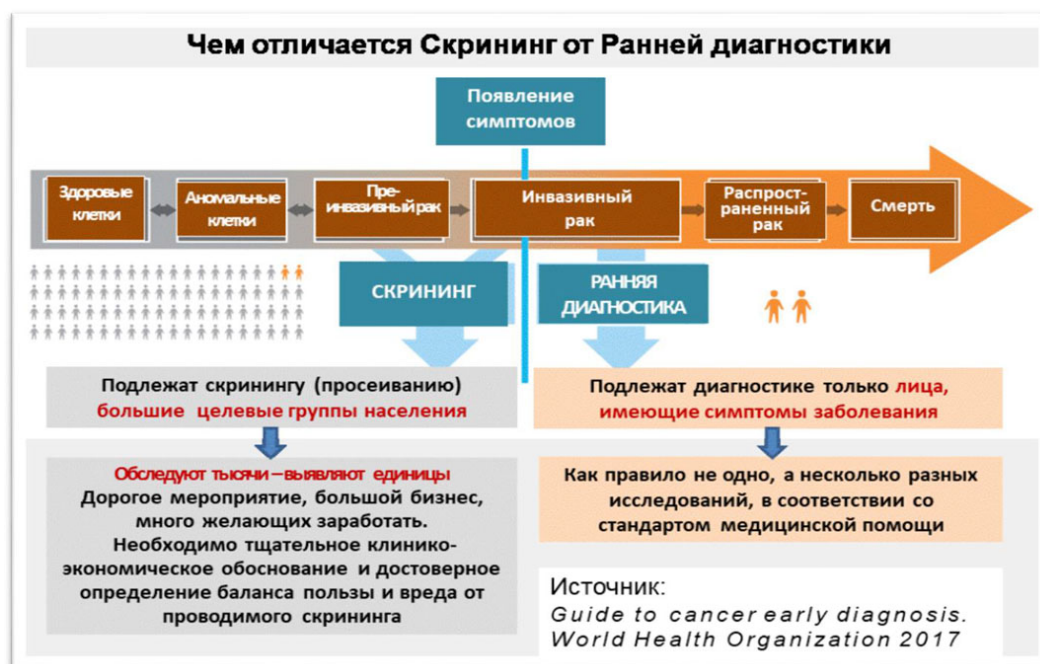 Чем отличается Скрининг от Ранней диагностики
Появление
симптомов
Здоровые
клетки
Аномальные
клетки
Пре-
инвазивный рак
Инвазивный
рак
Распрост-
раненный
рак
Смерть
СКРИНИНГ
РАННЯЯ
ДИАГНОСТИКА
Подлежат скринингу (просеиванию)
большие целевые группы населения
Подлежат диагностике только лица,
имеющие симптомы заболевания
Обследуют тысячи – выявляют единицы
Дорогое мероприятие, большой бизнес,
много желающих заработать.
Необходимо тщательное клинико-
экономическое обоснование и достоверное
определение баланса пользы и вреда от
проводимого скрининга
Как правило не одно, а несколько разных
исследований, в соответствии со
стандартом медицинской помощи
Источник:
Guide to cancer early diagnosis.
World Health Organization 2017